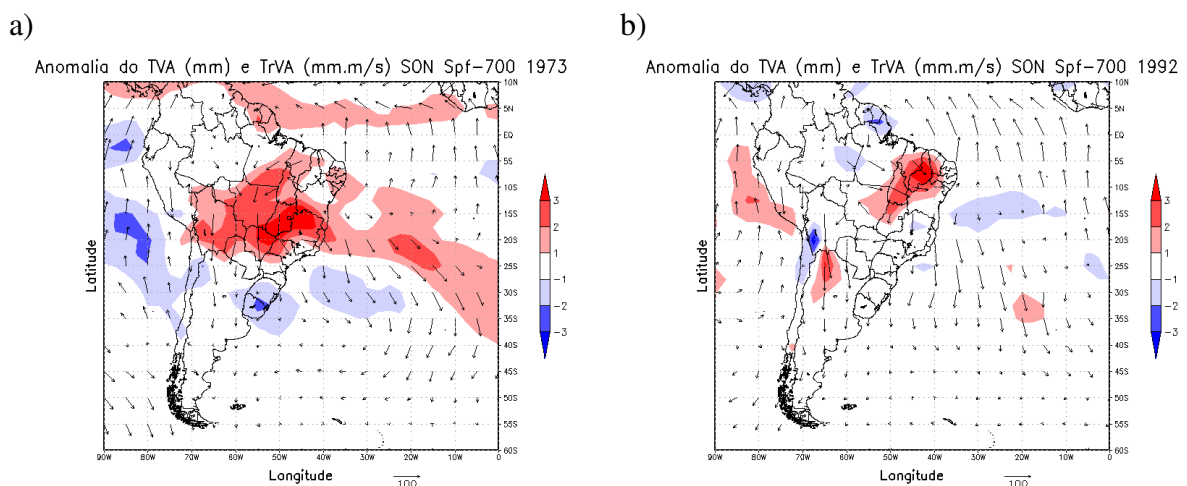 a)
b)
Anomalia do TVA (mm) e TrVA (mm.m/s) SON Spf-700 1973
Anomalia do TVA (mm) e TrVA (mm.m/s) SON Spf-700 1992
10N
5N
EQ
5S
10S
15S
20S
25S
30S
35S
40S
45S
50S
55S
60S
90W 80W 70W 60W 50W 40W 30W 20W 10W 0
Latitude
Longitude
100
3
2
1
-1
-2
-3
10N
5N
EQ
5S
10S
15S
20S
25S
30S
35S
40S
45S
50S
55S
60S
90W 80W 70W 60W 50W 40W 30W 20W 10W 0
Latitude
Longitude
100
3
2
1
-1
-2
-3